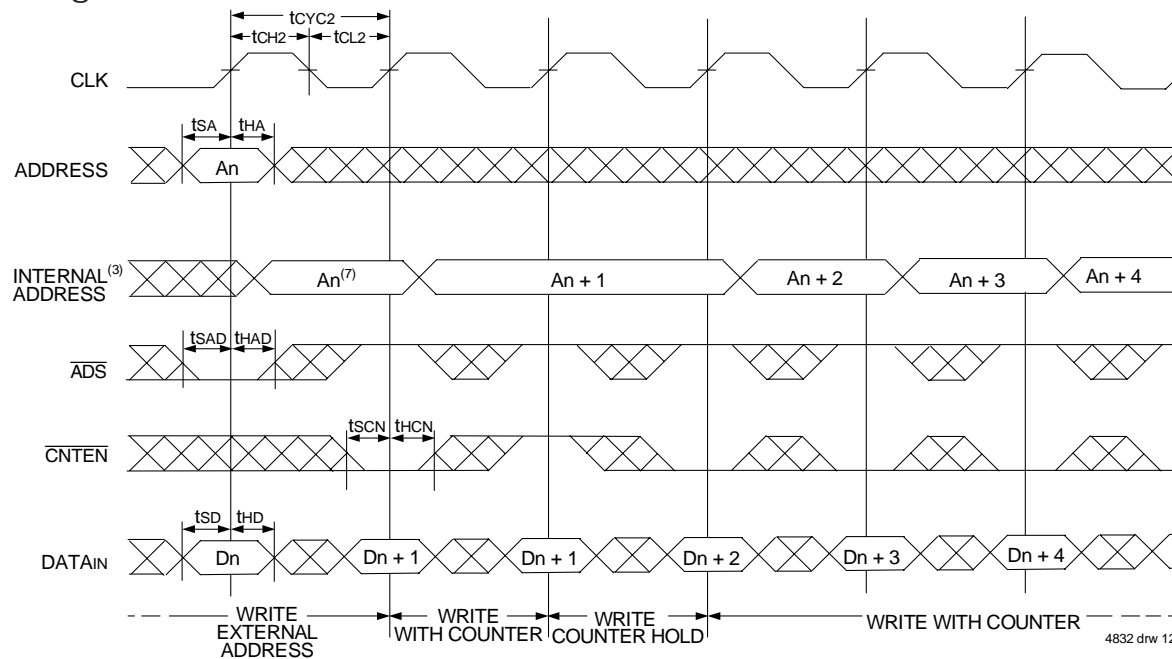 tCYC2
tCH2 tCL2
CLK
tSA tHA
ADDRESS An
INTERNAL(3) ADDRESS An(7) An + 1 An + 2 An + 3 An + 4
tSAD tHAD
ADS
tSCN tHCN
CNTEN
tSD tHD
DATAIN Dn Dn + 1 Dn + 1 Dn + 2 Dn + 3 Dn + 4
WRITE EXTERNAL ADDRESS
WRITE WITH COUNTER
WRITE COUNTER HOLD
WRITE WITH COUNTER
4832 drw 12